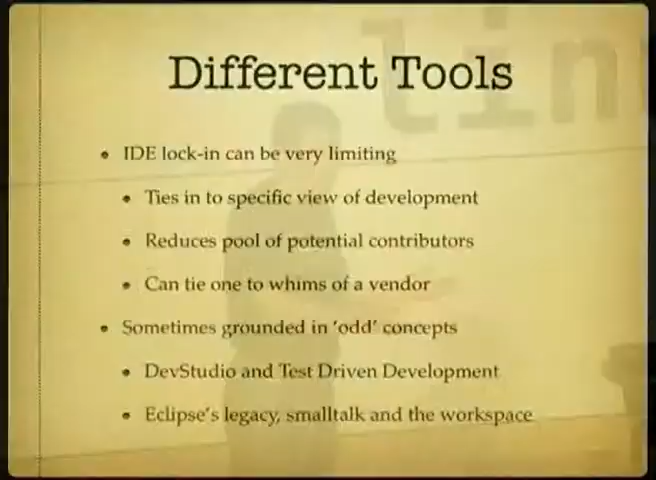 Different Tools
• IDE lock-in can be very limiting
• Ties in to specific view of development
• Reduces pool of potential contributors
• Can tie one to whims of a vendor
• Sometimes grounded in 'odd' concepts
• DevStudio and Test Driven Development
• Eclipse's legacy, smalltalk and the workspace